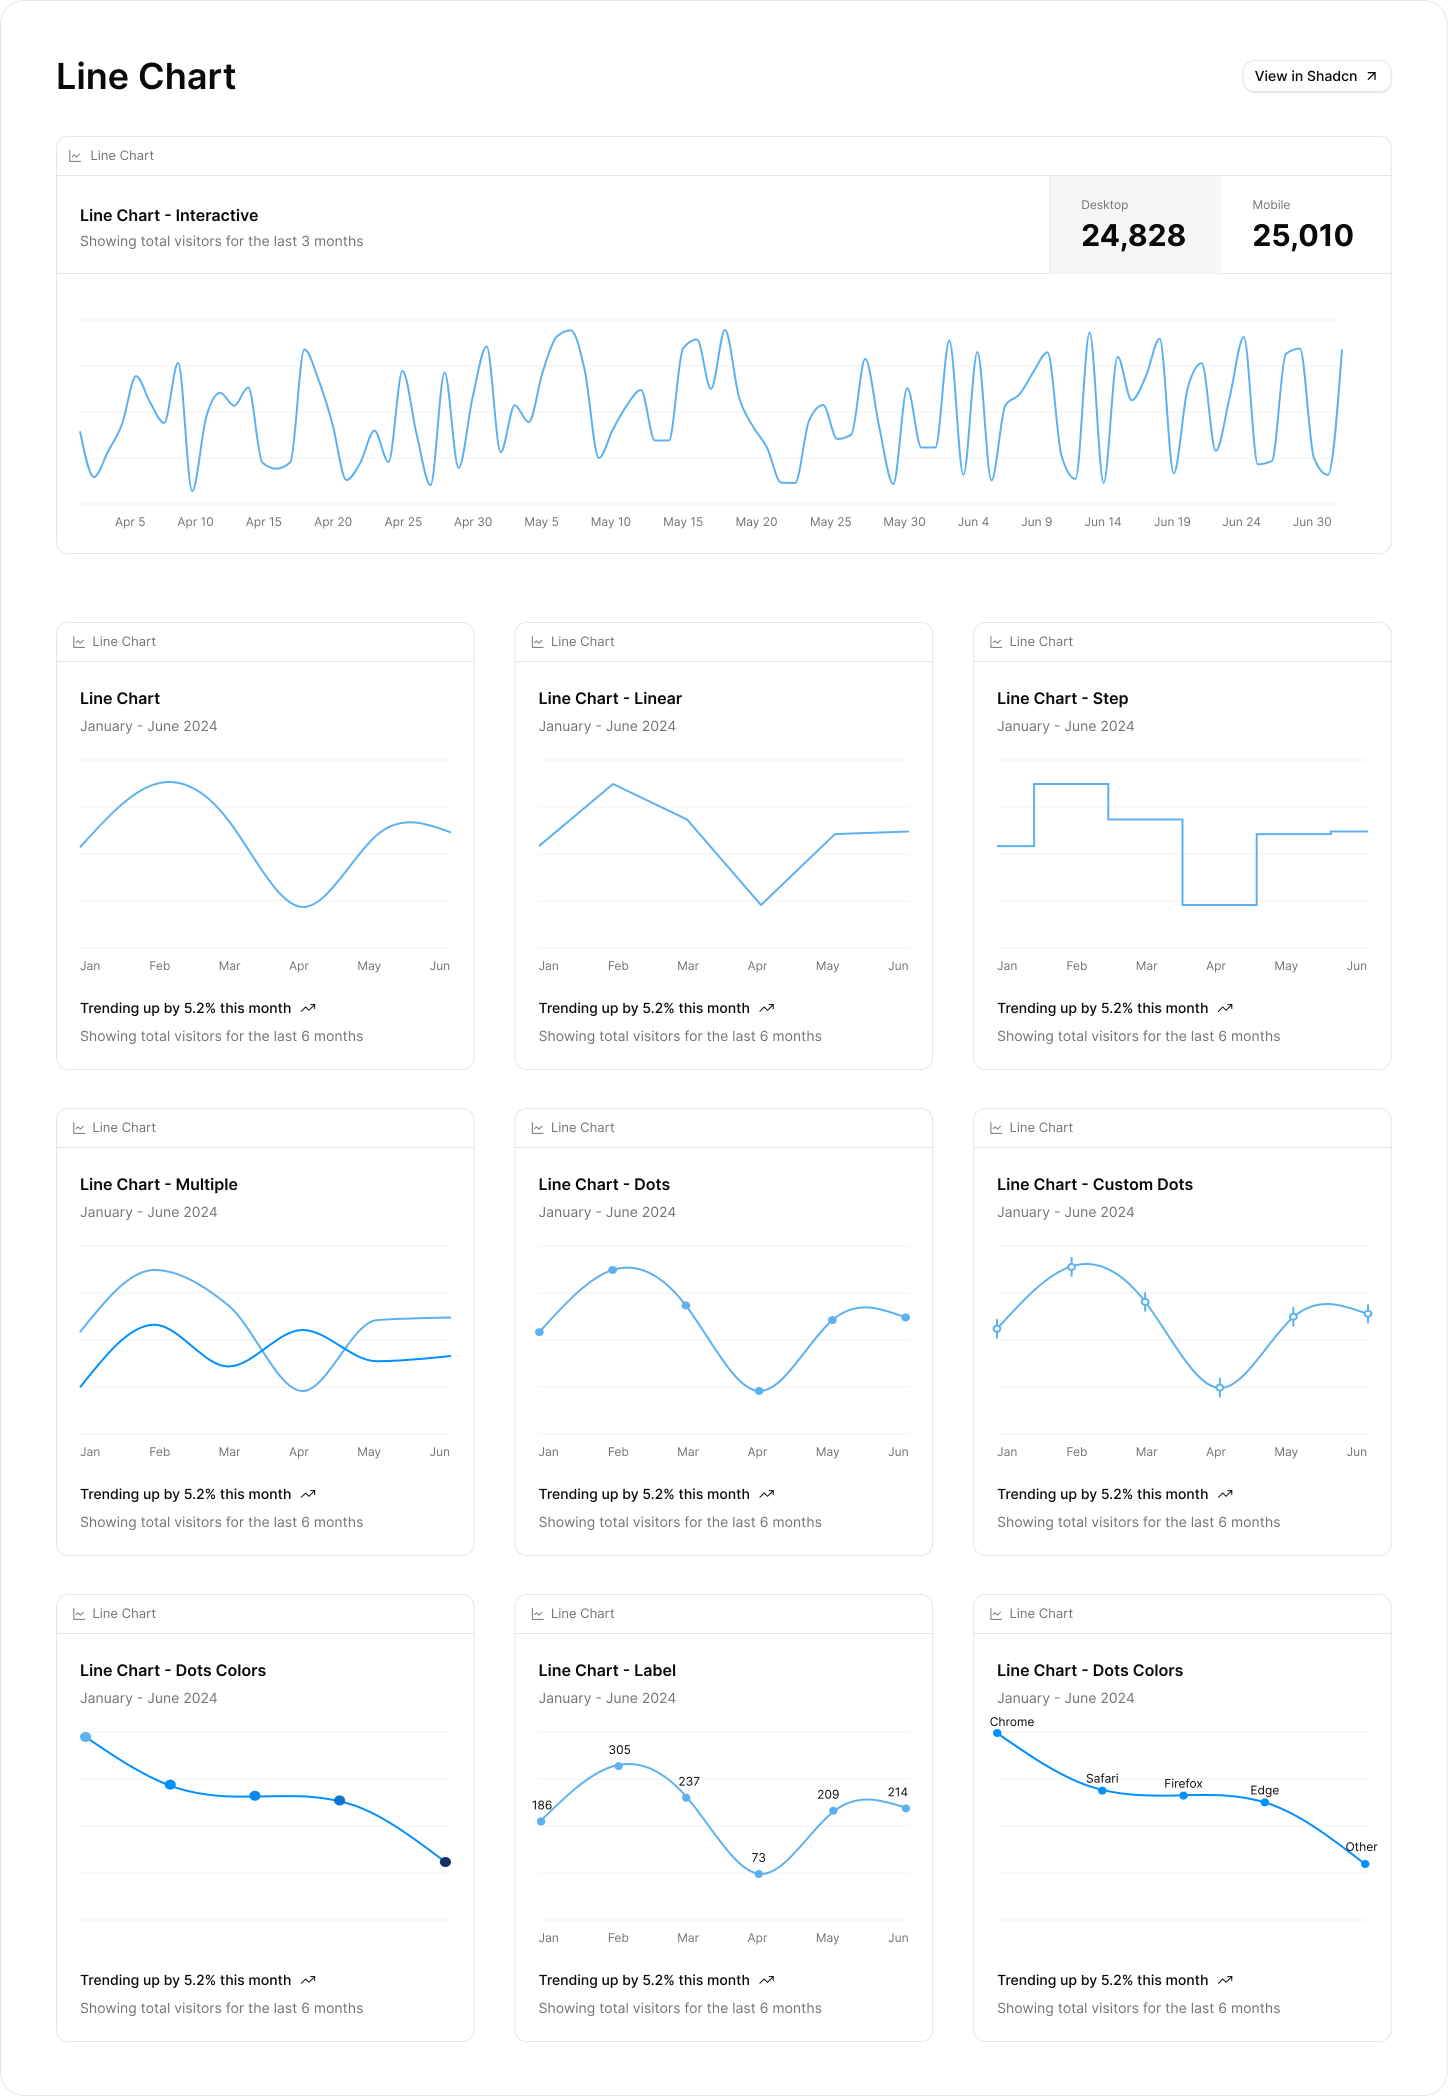 Line Chart
View in Shadcn
Line Chart
Line Chart - Interactive
Showing total visitors for the last 3 months
Desktop
24,828
Mobile
25,010
Apr 5 Apr 10 Apr 15 Apr 20 Apr 25 Apr 30 May 5 May 10 May 15 May 20 May 25 May 30 Jun 4 Jun 9 Jun 14 Jun 19 Jun 24 Jun 30
Line Chart
Line Chart
January - June 2024
Jan Feb Mar Apr May Jun
Trending up by 5.2% this month
Showing total visitors for the last 6 months
Line Chart
Line Chart - Linear
January - June 2024
Jan Feb Mar Apr May Jun
Trending up by 5.2% this month
Showing total visitors for the last 6 months
Line Chart
Line Chart - Step
January - June 2024
Jan Feb Mar Apr May Jun
Trending up by 5.2% this month
Showing total visitors for the last 6 months
Line Chart
Line Chart - Multiple
January - June 2024
Jan Feb Mar Apr May Jun
Trending up by 5.2% this month
Showing total visitors for the last 6 months
Line Chart
Line Chart - Dots
January - June 2024
Jan Feb Mar Apr May Jun
Trending up by 5.2% this month
Showing total visitors for the last 6 months
Line Chart
Line Chart - Custom Dots
January - June 2024
Jan Feb Mar Apr May Jun
Trending up by 5.2% this month
Showing total visitors for the last 6 months
Line Chart
Line Chart - Dots Colors
January - June 2024
Trending up by 5.2% this month
Showing total visitors for the last 6 months
Line Chart
Line Chart - Label
January - June 2024
186 305 237 73 209 214
Jan Feb Mar Apr May Jun
Trending up by 5.2% this month
Showing total visitors for the last 6 months
Line Chart
Line Chart - Dots Colors
January - June 2024
Chrome
Safari
Firefox
Edge
Other
Trending up by 5.2% this month
Showing total visitors for the last 6 months